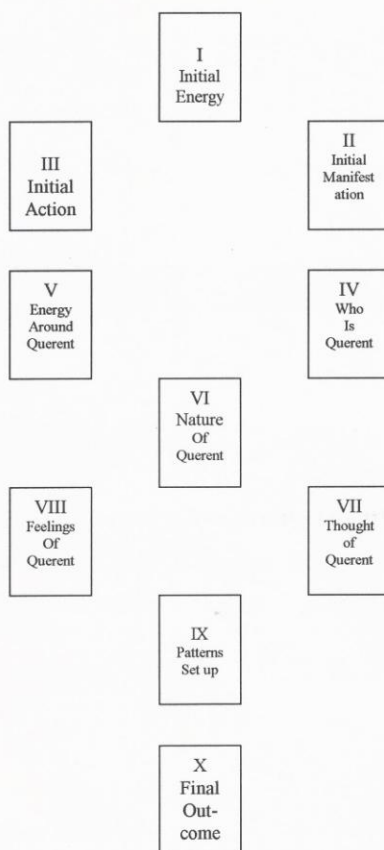 I
Initial
Energy
III
Initial
Action
II
Initial
Manifest
ation
V
Energy
Around
Querent
IV
Who
Is
Querent
VI
Nature
Of
Querent
VIII
Feelings
Of
Querent
VII
Thought
of
Querent
IX
Patterns
Set up
X
Final
Out-
come